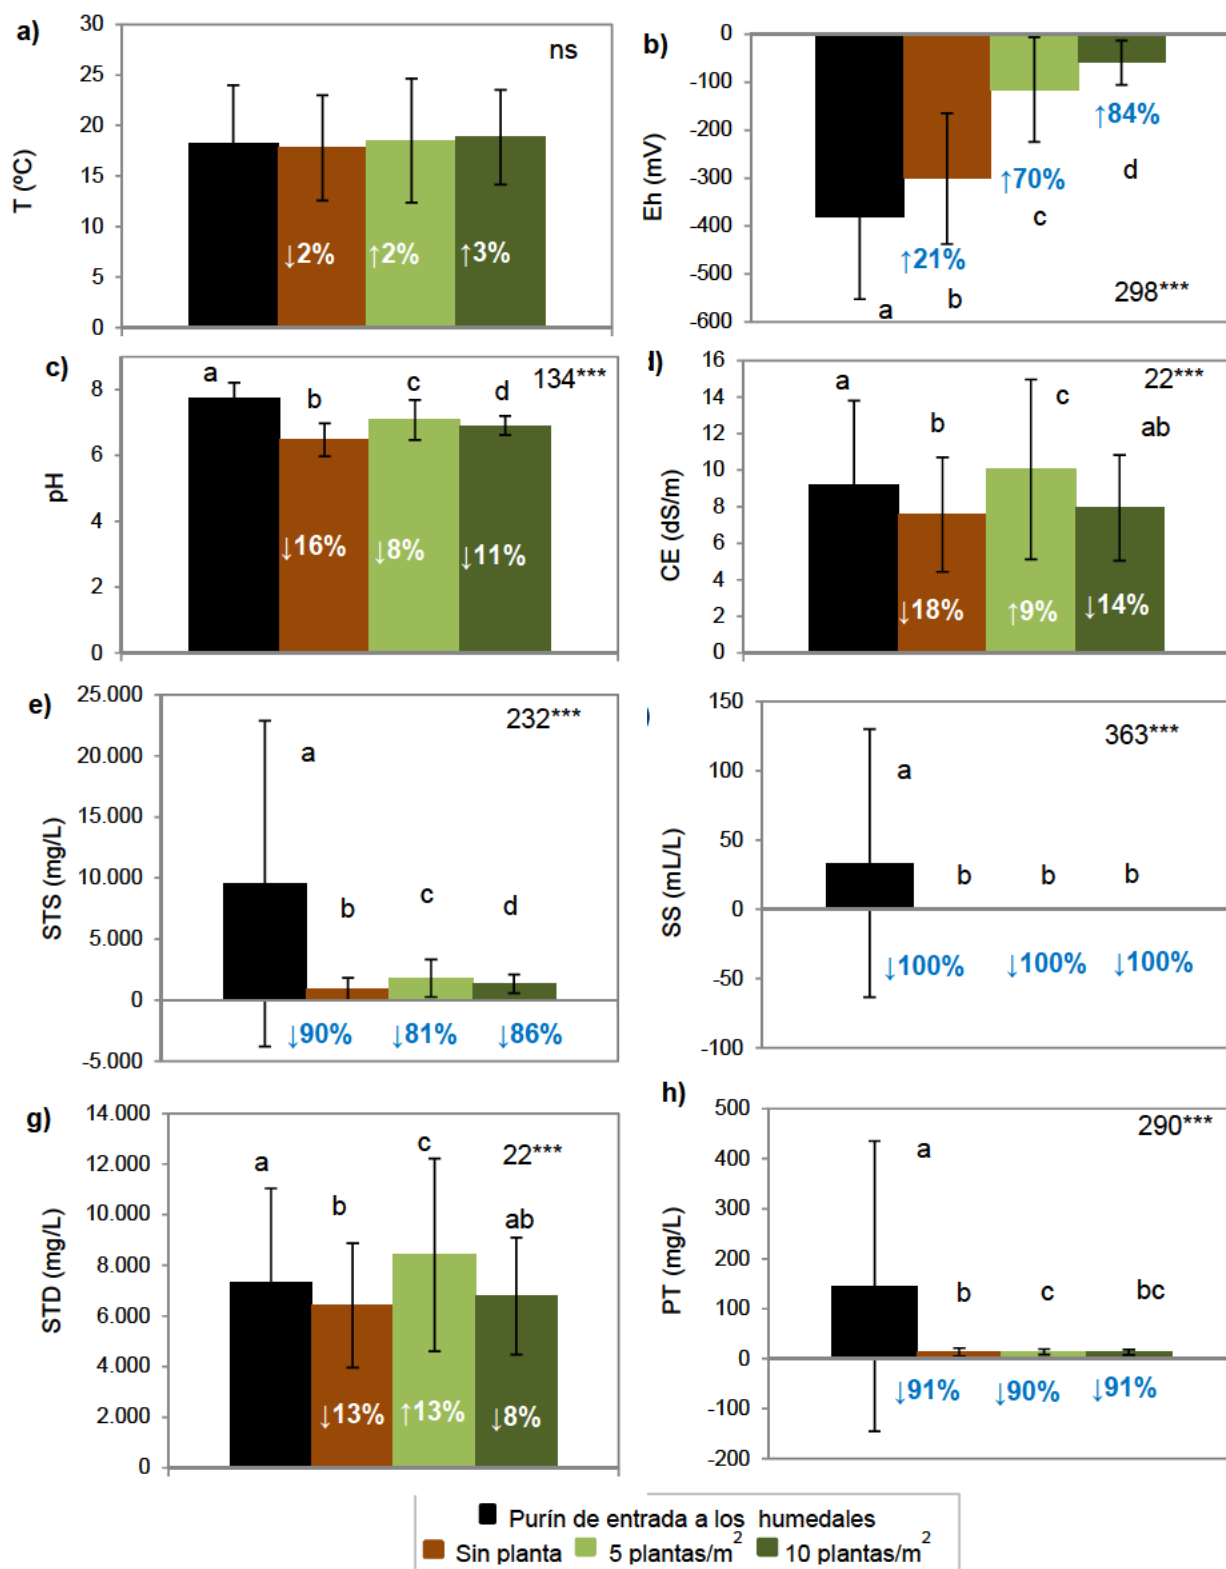 a)
30
25
20
15
10
5
0
T (ºC)
ns
↓2%
↑2%
↑3%
b)
0
-100
-200
-300
-400
-500
-600
Eh (mV)
↑21%
↑70%
↑84%
a
b
c
d
298***
c)
8
6
4
2
0
pH
a
b
c
d
134***
↓16%
↓8%
↓11%
d)
16
14
12
10
8
6
4
2
0
CE (dS/m)
a
b
c
ab
22***
↓18%
↑9%
↓14%
e)
25.000
20.000
15.000
10.000
5.000
0
-5.000
STS (mg/L)
a
b
c
d
232***
↓90%
↓81%
↓86%
)
150
100
50
0
-50
-100
SS (mL/L)
a
b
b
b
363***
↓100%
↓100%
↓100%
g)
14.000
12.000
10.000
8.000
6.000
4.000
2.000
0
STD (mg/L)
a
b
c
ab
22***
↓13%
↑13%
↓8%
h)
500
400
300
200
100
0
-100
-200
PT (mg/L)
a
b
c
bc
290***
↓91%
↓90%
↓91%
Purín de entrada a los humedales
Sin planta 5 plantas/m² 10 plantas/m²